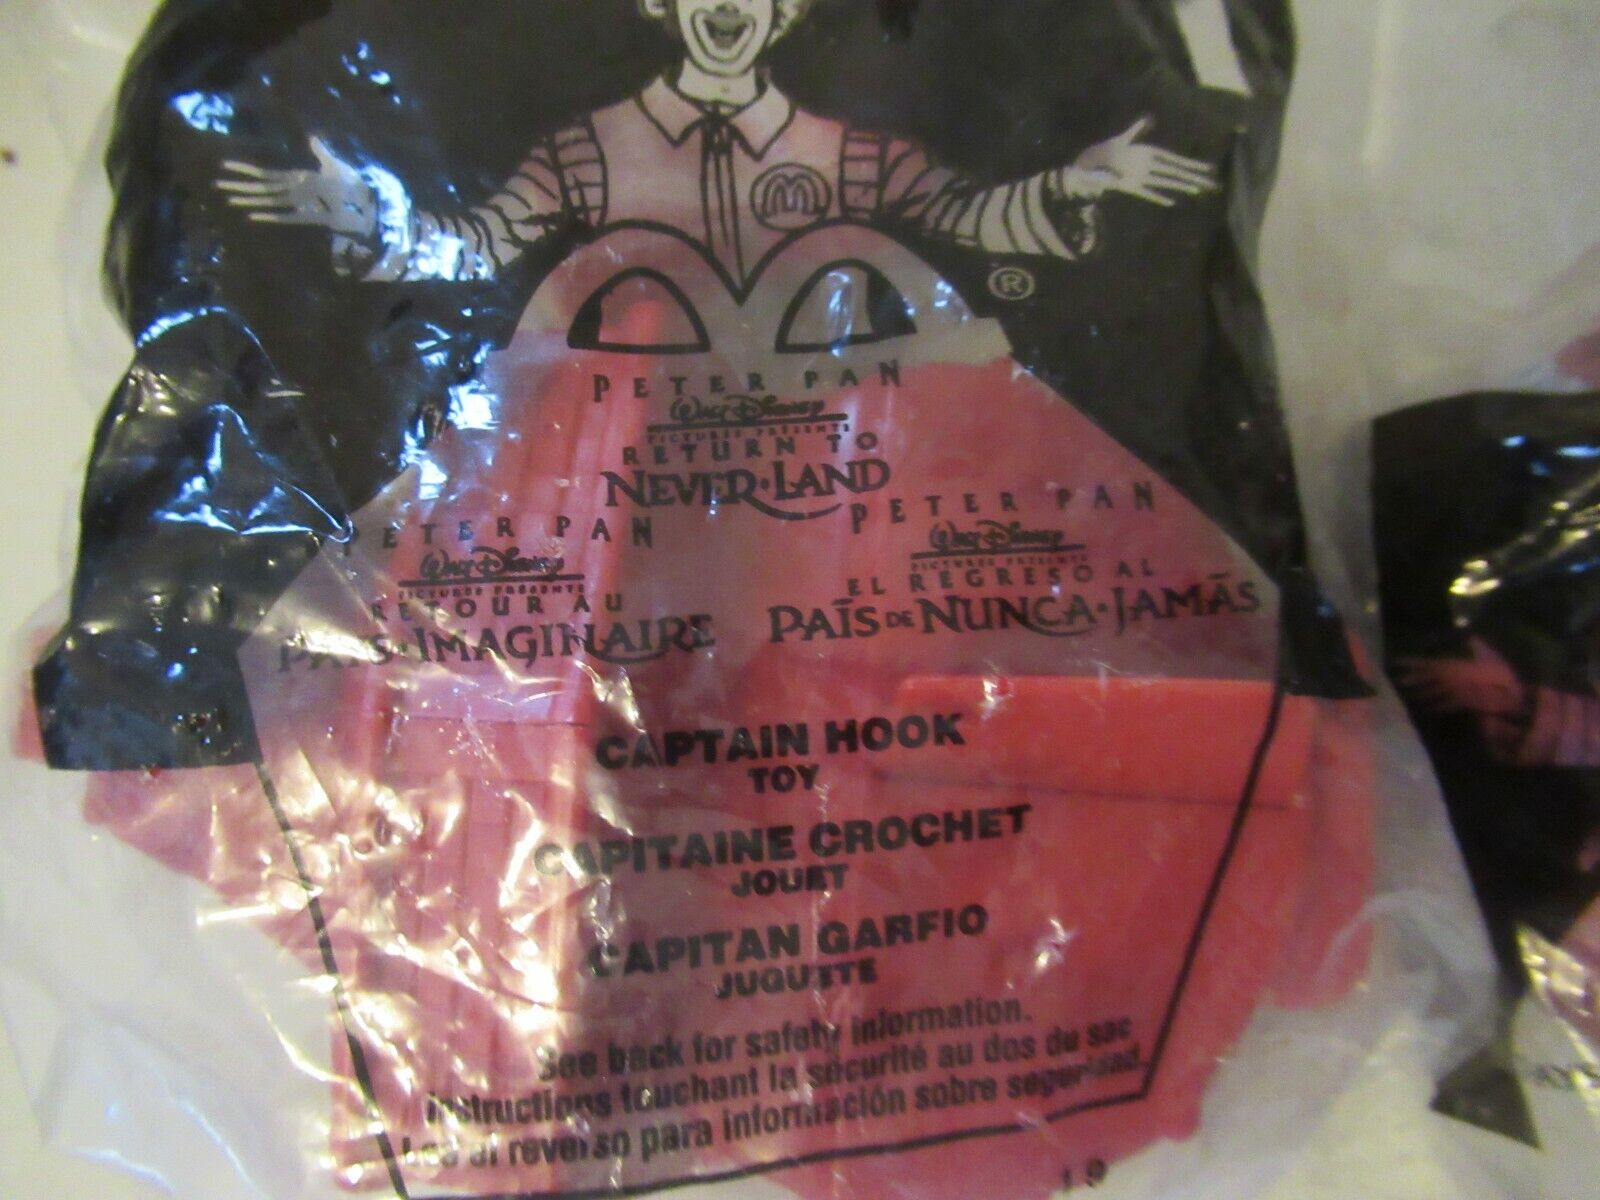 ®
PETER PAN
Walt Disney
PICTURES PRESENTS
RETURN TO
NEVER•LAND
PETER PAN
Walt Disney
PICTURES PRESENTS
RETOUR AU
PAYS•IMAGINAIRE
PETER PAN
Walt Disney
PICTURES PRESENTS
EL REGRESO AL
PAÍS DE NUNCA•JAMÁS
CAPTAIN HOOK
TOY
CAPITAINE CROCHET
JOUET
CAPITAN GARFIO
JUGUETE
See back for safety information.
Instructions touchant la sécurité au dos de sac
Lea el reverso para información sobre seguridad.